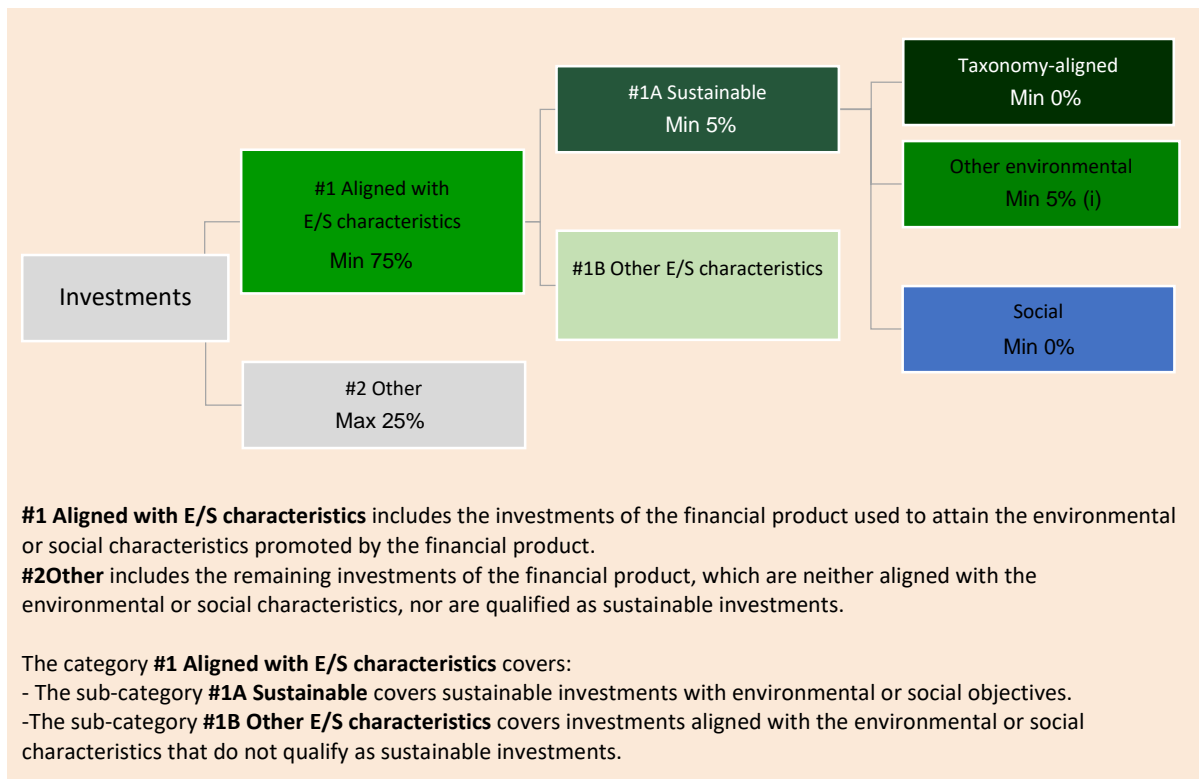 Investments
#1 Aligned with
E/S characteristics
Min 75%
#2 Other
Max 25%
#1A Sustainable
Min 5%
#1B Other E/S characteristics
Taxonomy-aligned
Min 0%
Other environmental
Min 5% (i)
Social
Min 0%
#1 Aligned with E/S characteristics includes the investments of the financial product used to attain the environmental
or social characteristics promoted by the financial product.
#2Other includes the remaining investments of the financial product, which are neither aligned with the
environmental or social characteristics, nor are qualified as sustainable investments.
The category #1 Aligned with E/S characteristics covers:
- The sub-category #1A Sustainable covers sustainable investments with environmental or social objectives.
-The sub-category #1B Other E/S characteristics covers investments aligned with the environmental or social
characteristics that do not qualify as sustainable investments.